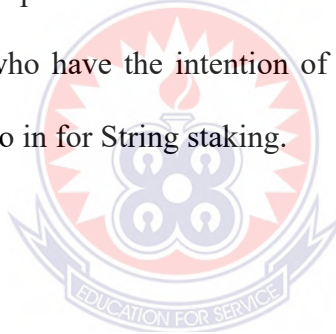 who have the intention of
o in for String staking.
EDUCATION FOR SERVICE